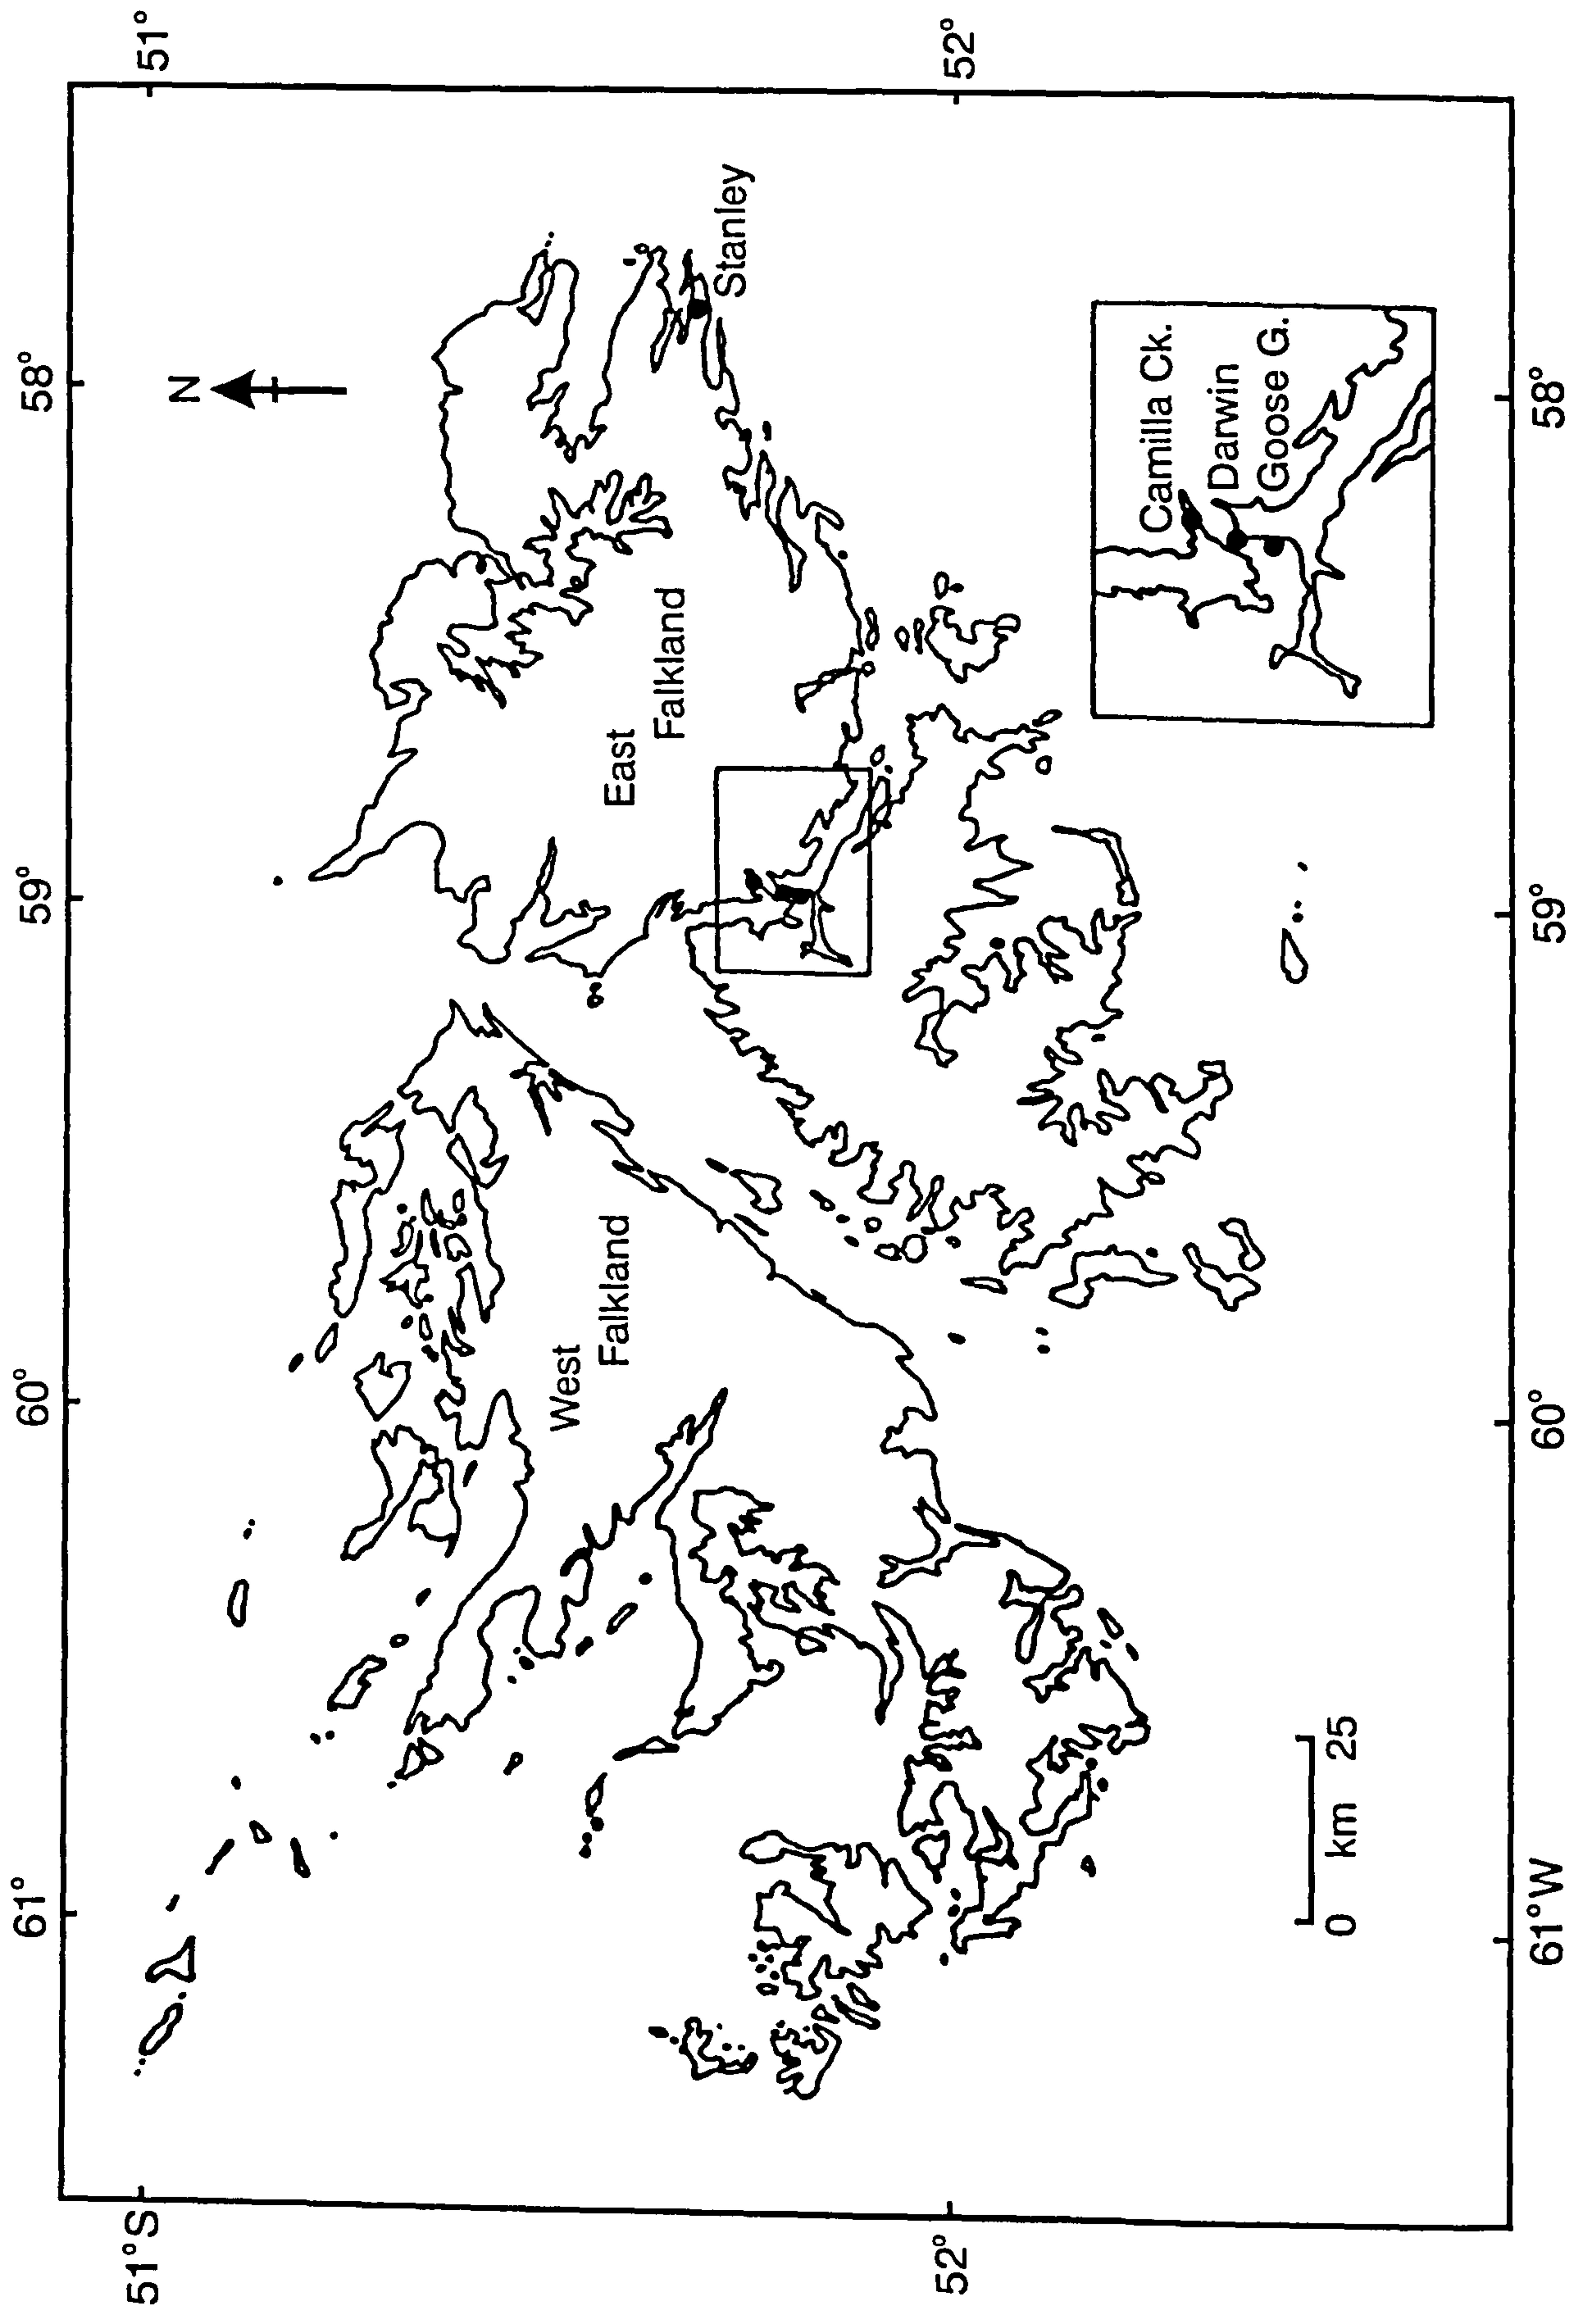 61°
60°
59°
58°
51°S
51°
N
West
Falkland
East
Falkland
Stanley
52°
52°
0 km 25
Camilla Ck.
Darwin
Goose G.
61°W
60°
59°
58°